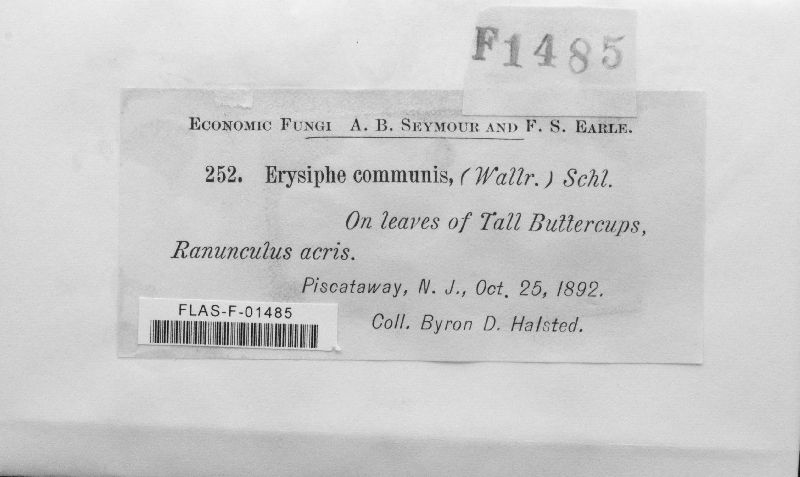 F1485
ECONOMIC FUNGI A. B. SEYMOUR AND F. S. EARLE.
252. Erysiphe communis, (Wallr.) Schl.
On leaves of Tall Buttercups,
Ranunculus acris.
Piscataway, N. J., Oct. 25, 1892.
FLAS-F-01485
Coll. Byron D. Halsted.